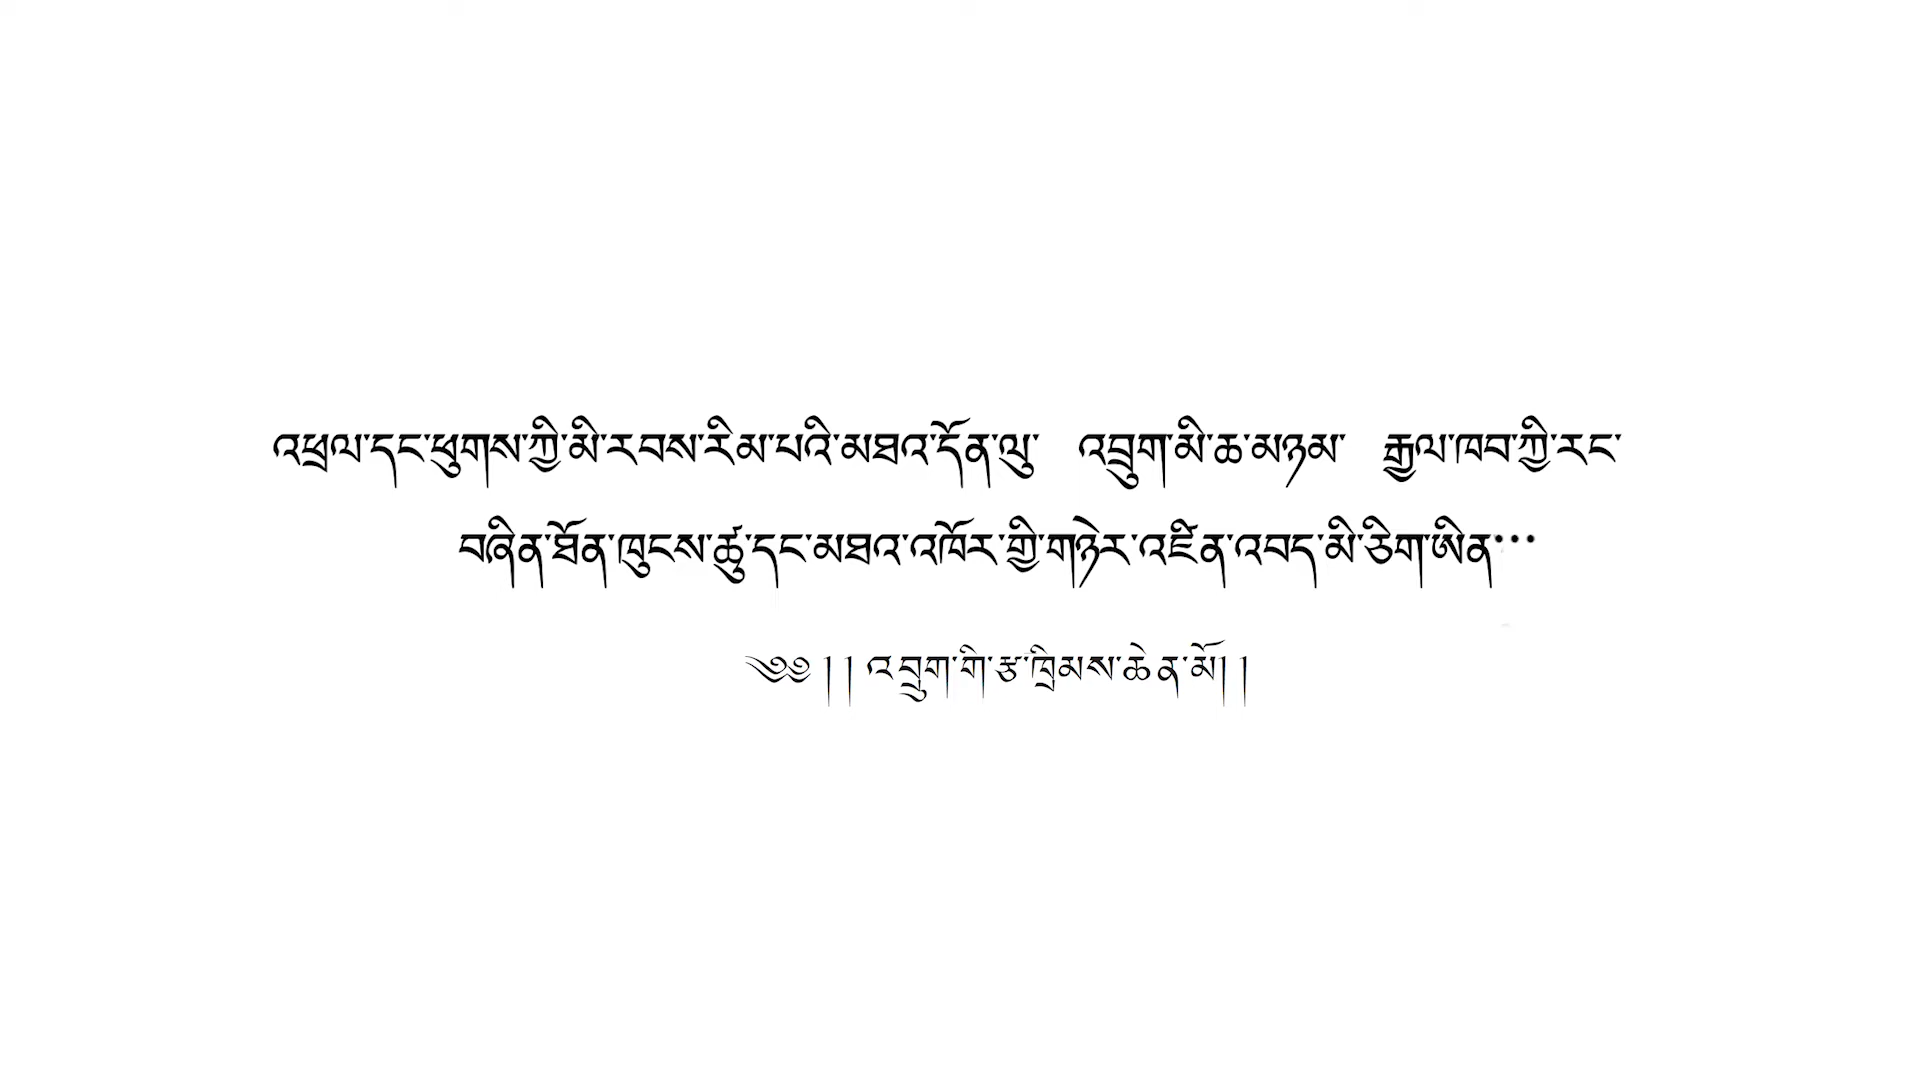 འཕྲལ་དང་ཕུགས་ཀྱི་མི་རབས་རིམ་པའི་མཐའ་དོན་ལུ་ འབྲུག་མི་ཆ་མཉམ་ རྒྱལ་ཁབ་ཀྱི་རང་
བཞིན་ཐོན་ཁུངས་ཚུ་དང་མཐའ་འཁོར་གྱི་གཉེར་འཛིན་འབད་མི་ཅིག་ཨིན་...
༄༅།།འབྲུག་གི་རྩ་ཁྲིམས་ཆེན་མོ།།